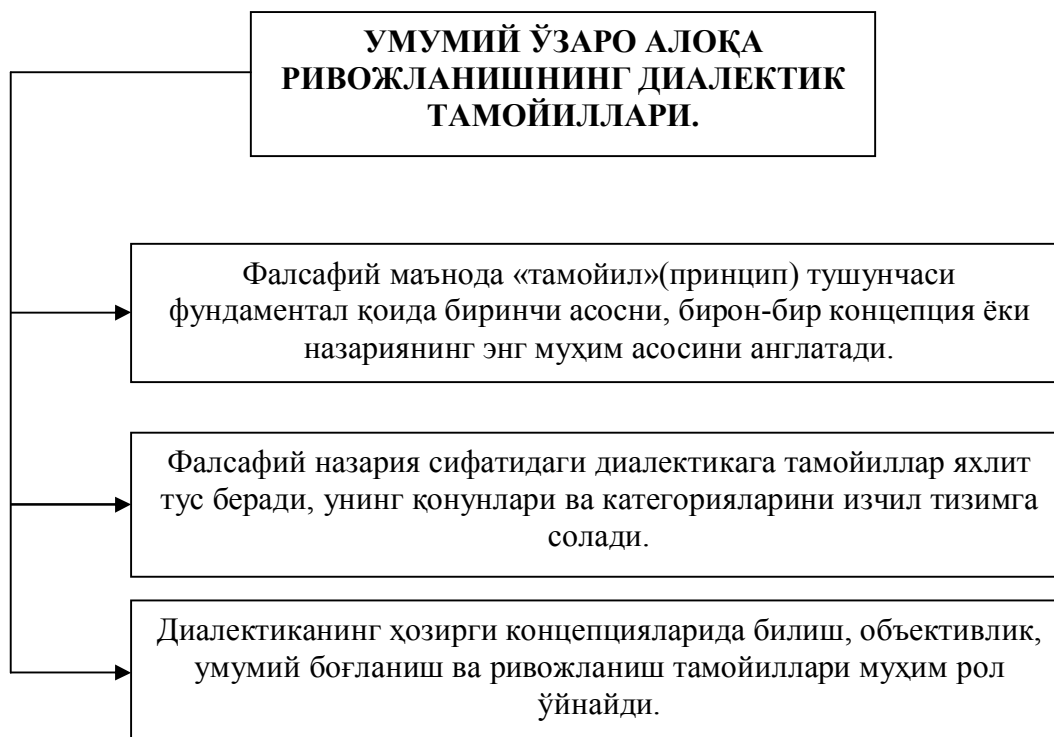 УМУМИЙ ЎЗАРО АЛОҚА
РИВОЖЛАНИШНИНГ ДИАЛЕКТИК
ТАМОЙИЛЛАРИ.
Фалсафий маънода «тамойил»(принцип) тушунчаси
фундаментал қоида биринчи асосни, бирон-бир концепция ёки
назариянинг энг муҳим асосини англатади.
Фалсафий назария сифатидаги диалектикага тамойиллар яхлит
тус беради, унинг қонунлари ва категорияларини изчил тизимга
солади.
Диалектиканинг ҳозирги концепцияларида билиш, объективлик,
умумий боғланиш ва ривожланиш тамойиллари муҳим рол
ўйнайди.